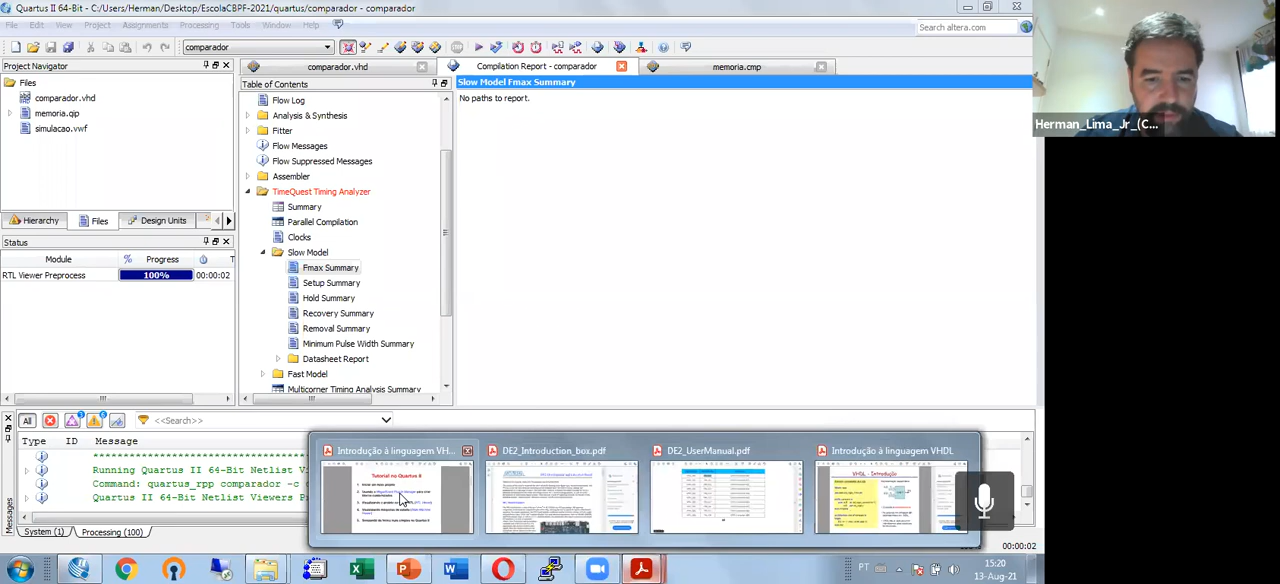 Quartus II 64-Bit - C:/Users/Herman/Desktop/EscolaCBPF-2021/quartus/comparador - comparador
File Edit View Project Assignments Processing Tools Window Help
Search altera.com
comparador
Project Navigator
Files
comparador.vhd
memoria.qip
simulacao.vwf
Hierarchy Files Design Units
Status
Module % Progress T
RTL Viewer Preprocess 100% 00:00:02
comparador.vhd
Compilation Report - comparador
memoria.cmp
Table of Contents
Flow Log
Analysis & Synthesis
Fitter
Flow Messages
Flow Suppressed Messages
Assembler
TimeQuest Timing Analyzer
Summary
Parallel Compilation
Clocks
Slow Model
Fmax Summary
Setup Summary
Hold Summary
Recovery Summary
Removal Summary
Minimum Pulse Width Summary
Datasheet Report
Fast Model
Multicorner Timing Analysis Summary
Slow Model Fmax Summary
No paths to report.
Herman_Lima_Jr_(C...
All <<Search>>
Type ID Message
Running Quartus II 64-Bit Netlist Vi
Command: quartus_rpp comparador -c
Quartus II 64-Bit Netlist Viewers P
System (1) Processing (100)
Messages
Introdução à linguagem VH...
DE2_Introduction_box.pdf
DE2_UserManual.pdf
Introdução à linguagem VHDL
Tutorial no Quartus II
VHDL - Introdução
00:00:02
PT
15:20
13-Aug-21